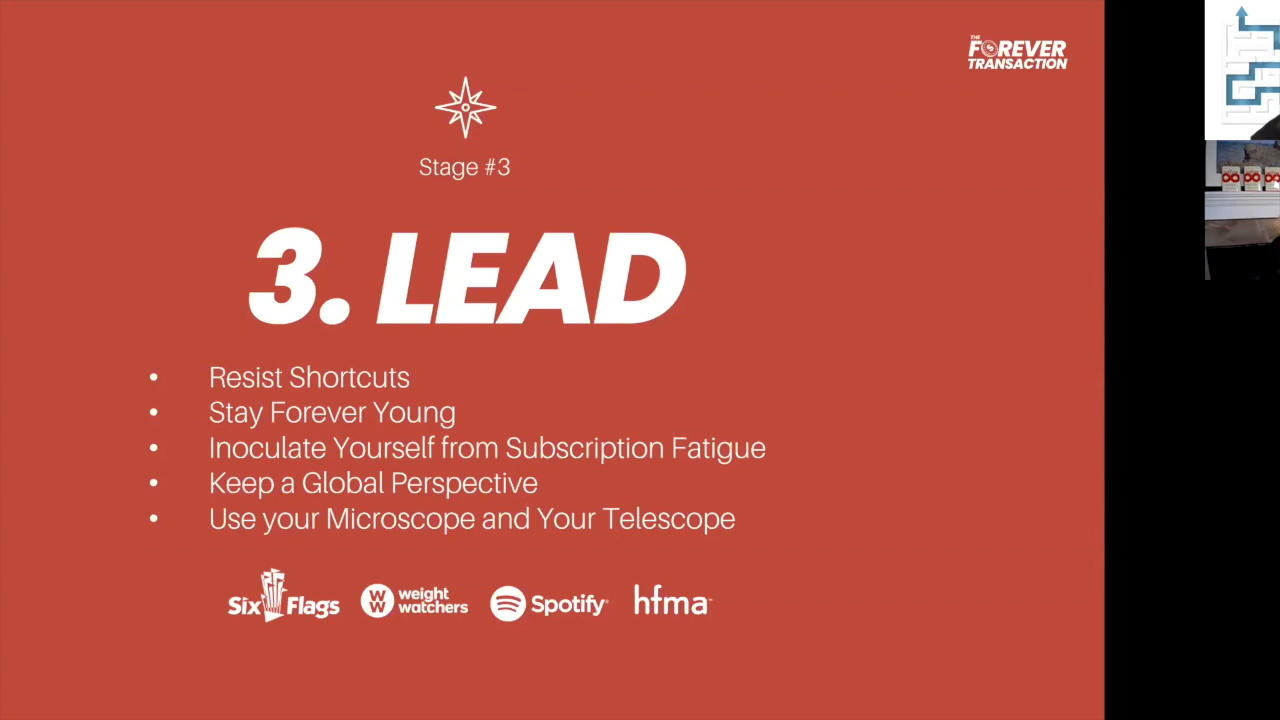 THE
FOREVER
TRANSACTION
Stage #3
3. LEAD
• Resist Shortcuts
• Stay Forever Young
• Inoculate Yourself from Subscription Fatigue
• Keep a Global Perspective
• Use your Microscope and Your Telescope
Six Flags
weight
watchers
Spotify
hfma